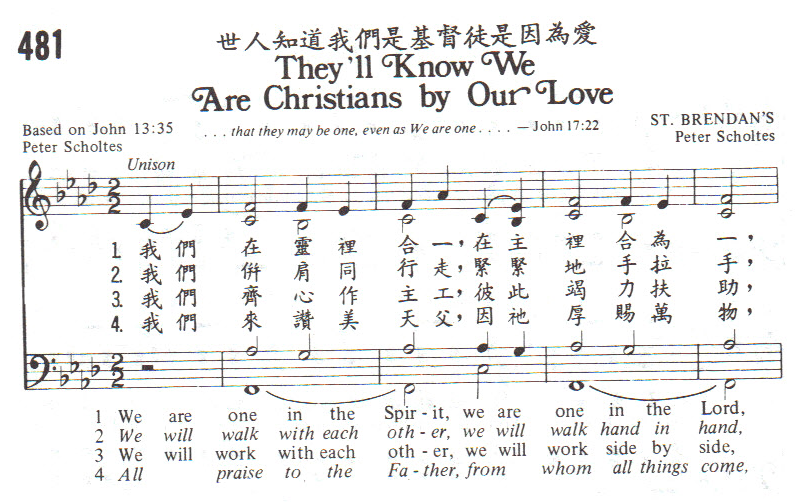 481
世人知道我們是基督徒是因為愛
They'll Know We
Are Christians by Our Love
Based on John 13:35
Peter Scholtes
. . . that they may be one, even as We are one . . . . — John 17:22
ST. BRENDAN'S
Peter Scholtes
Unison
1. 我們 在靈裡 合一，在主 裡合為 一，
2. 我們 倂肩同 行走，緊緊 地手拉 手，
3. 我們 齊心作 主工，彼此 竭力扶 助，
4. 我們 來讚美 天父，因祂 厚賜萬 物，
1 We are one in the Spir - it, we are one in the Lord,
2 We will walk with each oth - er, we will walk hand in hand,
3 We will work with each oth - er, we will work side by side,
4 All praise to the Fa - ther, from whom all things come,